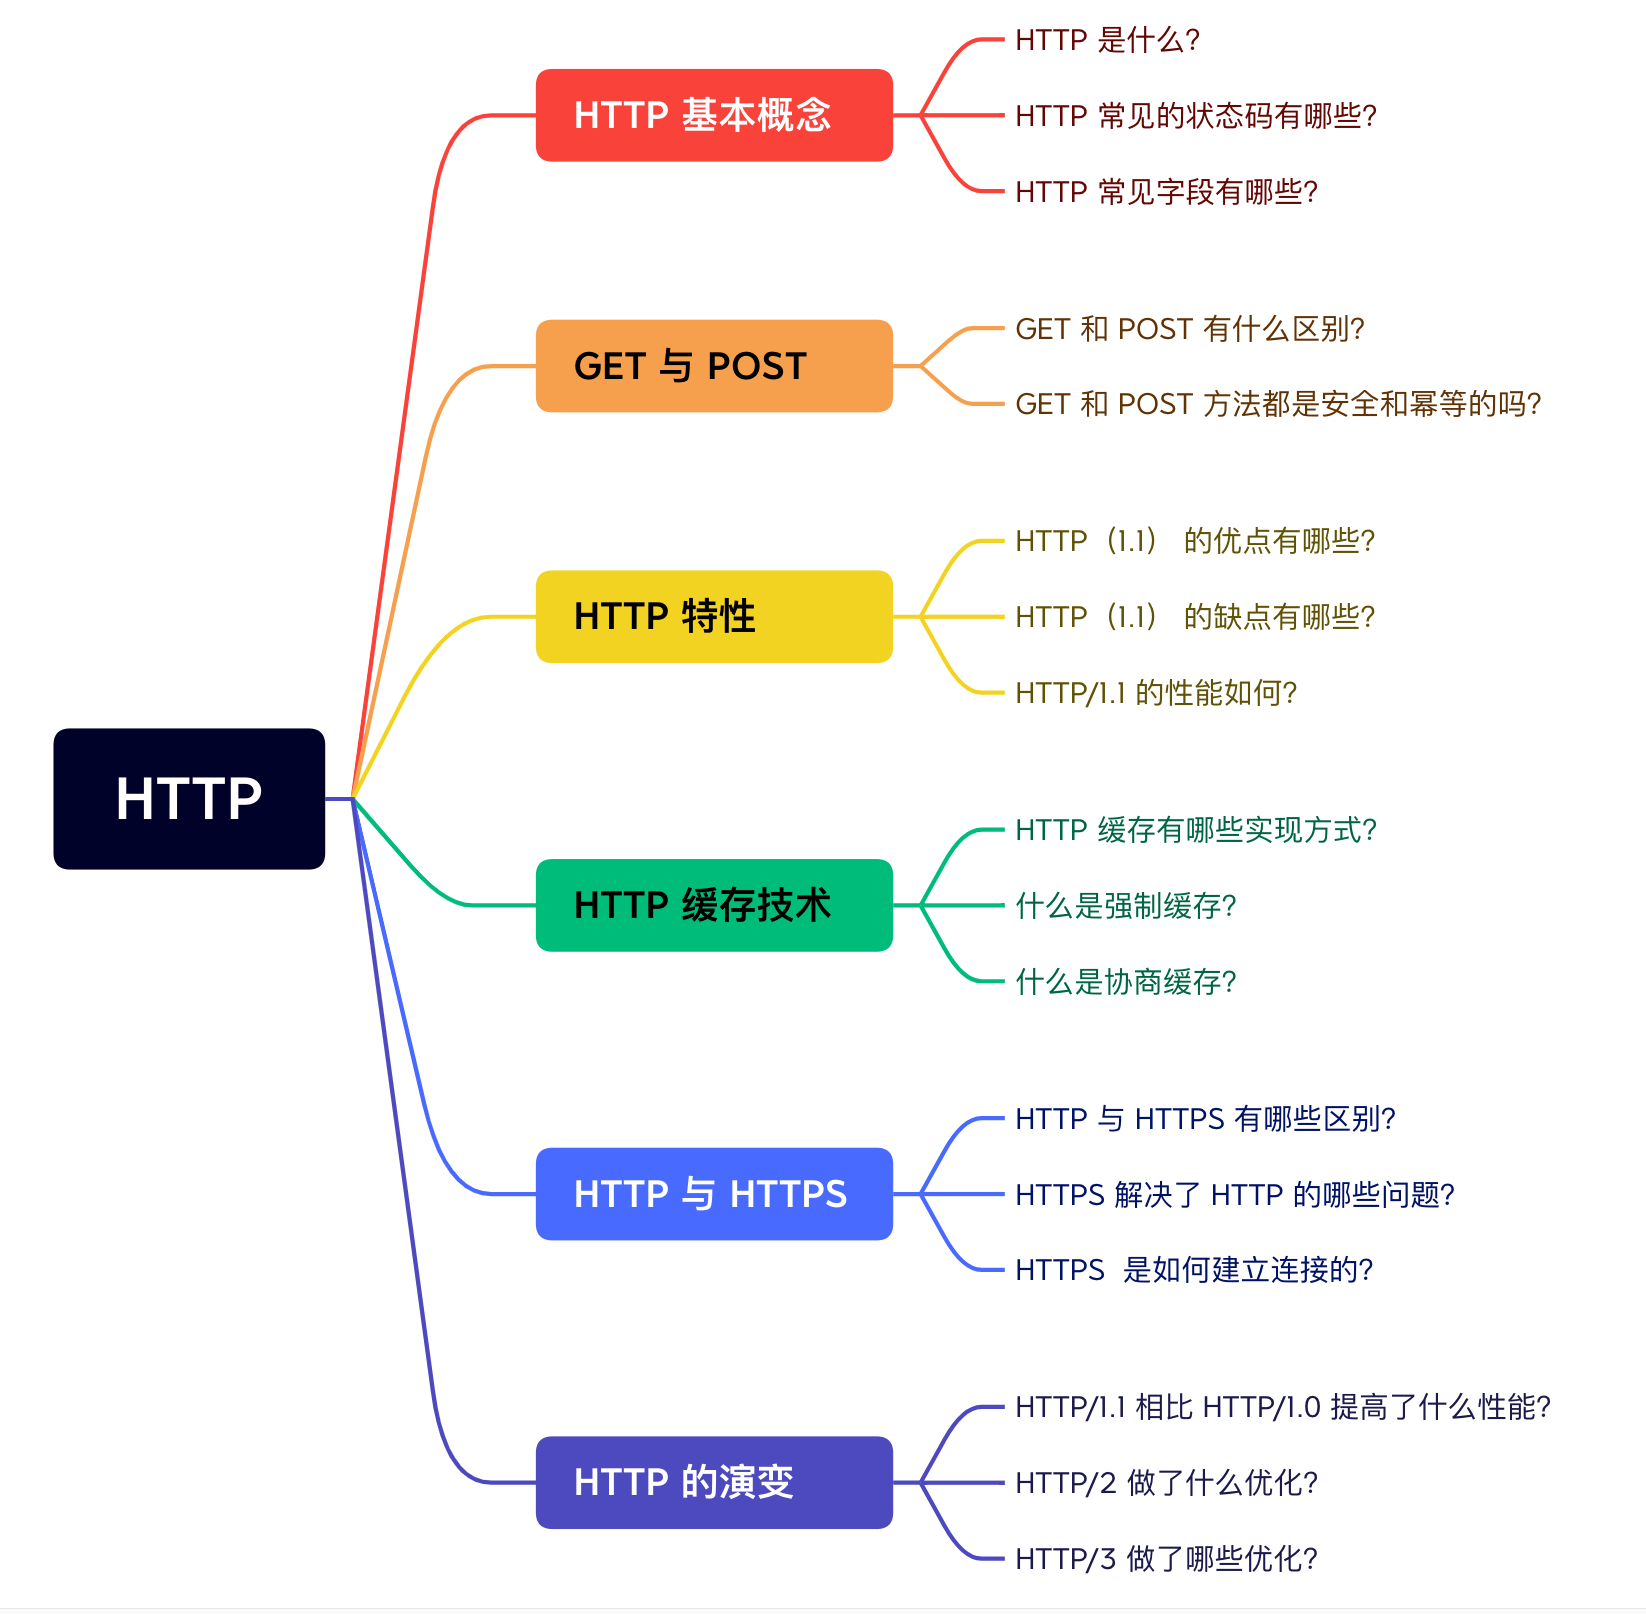 HTTP
HTTP 基本概念
HTTP 是什么?
HTTP 常见的状态码有哪些?
HTTP 常见字段有哪些?
GET 与 POST
GET 和 POST 有什么区别?
GET 和 POST 方法都是安全和幂等的吗?
HTTP 特性
HTTP（1.1） 的优点有哪些?
HTTP（1.1） 的缺点有哪些?
HTTP/1.1 的性能如何?
HTTP 缓存技术
HTTP 缓存有哪些实现方式?
什么是强制缓存?
什么是协商缓存?
HTTP 与 HTTPS
HTTP 与 HTTPS 有哪些区别?
HTTPS 解决了 HTTP 的哪些问题?
HTTPS  是如何建立连接的?
HTTP 的演变
HTTP/1.1 相比 HTTP/1.0 提高了什么性能?
HTTP/2 做了什么优化?
HTTP/3 做了哪些优化?